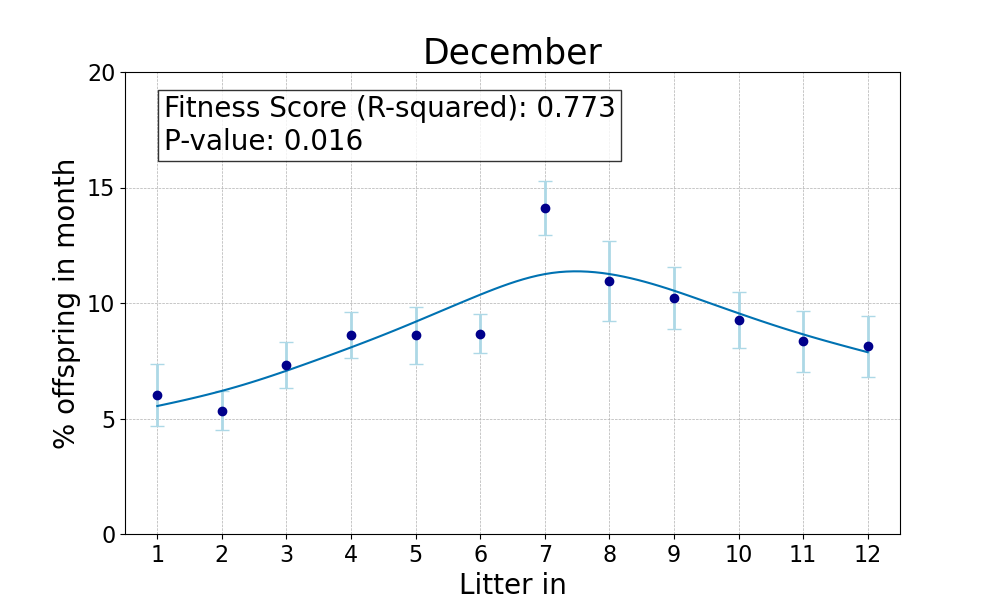 December
Fitness Score (R-squared): 0.773
P-value: 0.016
% offspring in month
20
15
10
5
0
1 2 3 4 5 6 7 8 9 10 11 12
Litter in